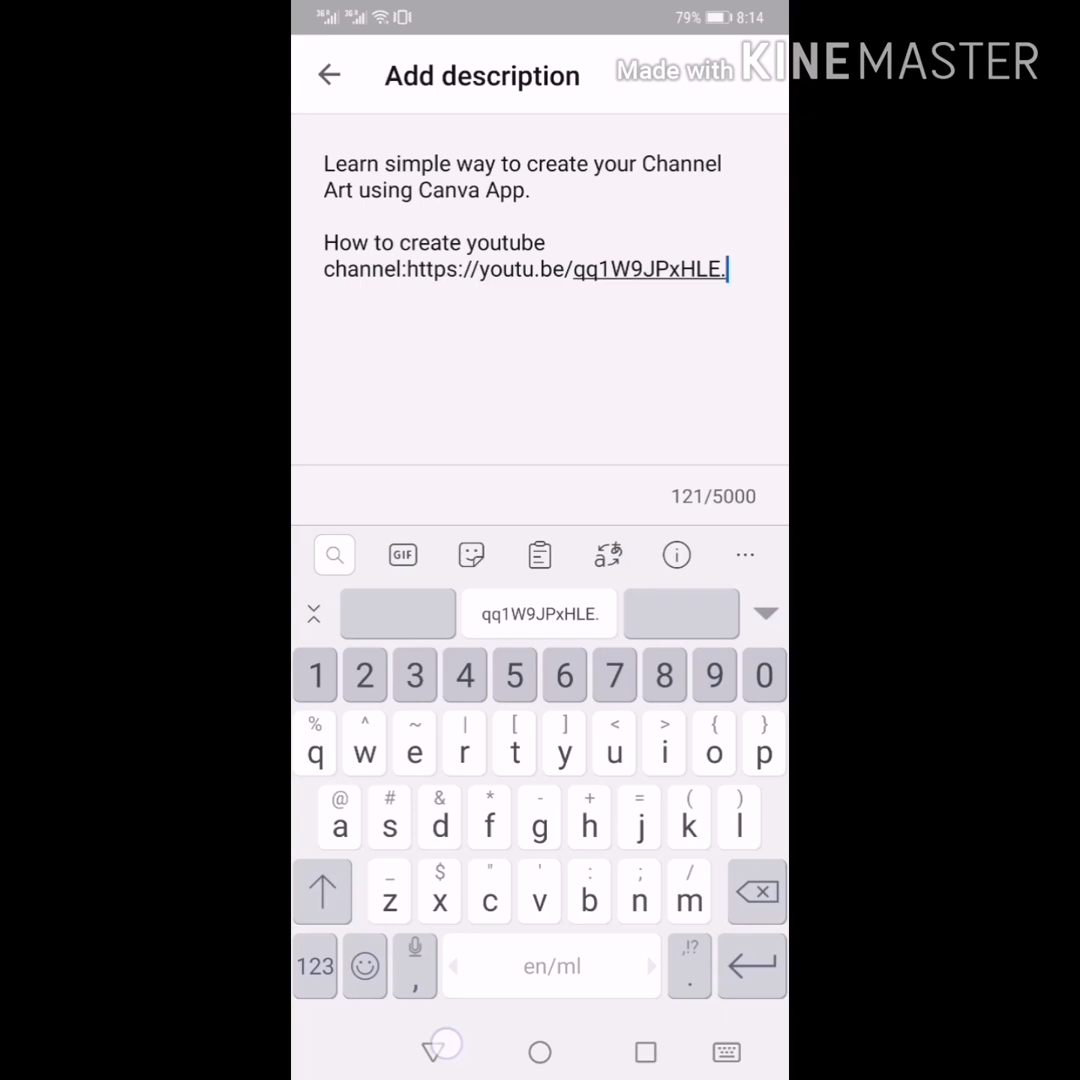 79% 8:14
Made with KINEMASTER
Add description
Learn simple way to create your Channel
Art using Canva App.
How to create youtube
channel:https://youtu.be/qq1W9JPxHLE.
121/5000
GIF
qq1W9JPxHLE.
1 2 3 4 5 6 7 8 9 0
% ^ ~ | [ ] < > { }
q w e r t y u i o p
@ # & * - + = ( )
a s d f g h j k l
_ $ " ' : ; /
z x c v b n m
,!?
123 , en/ml .